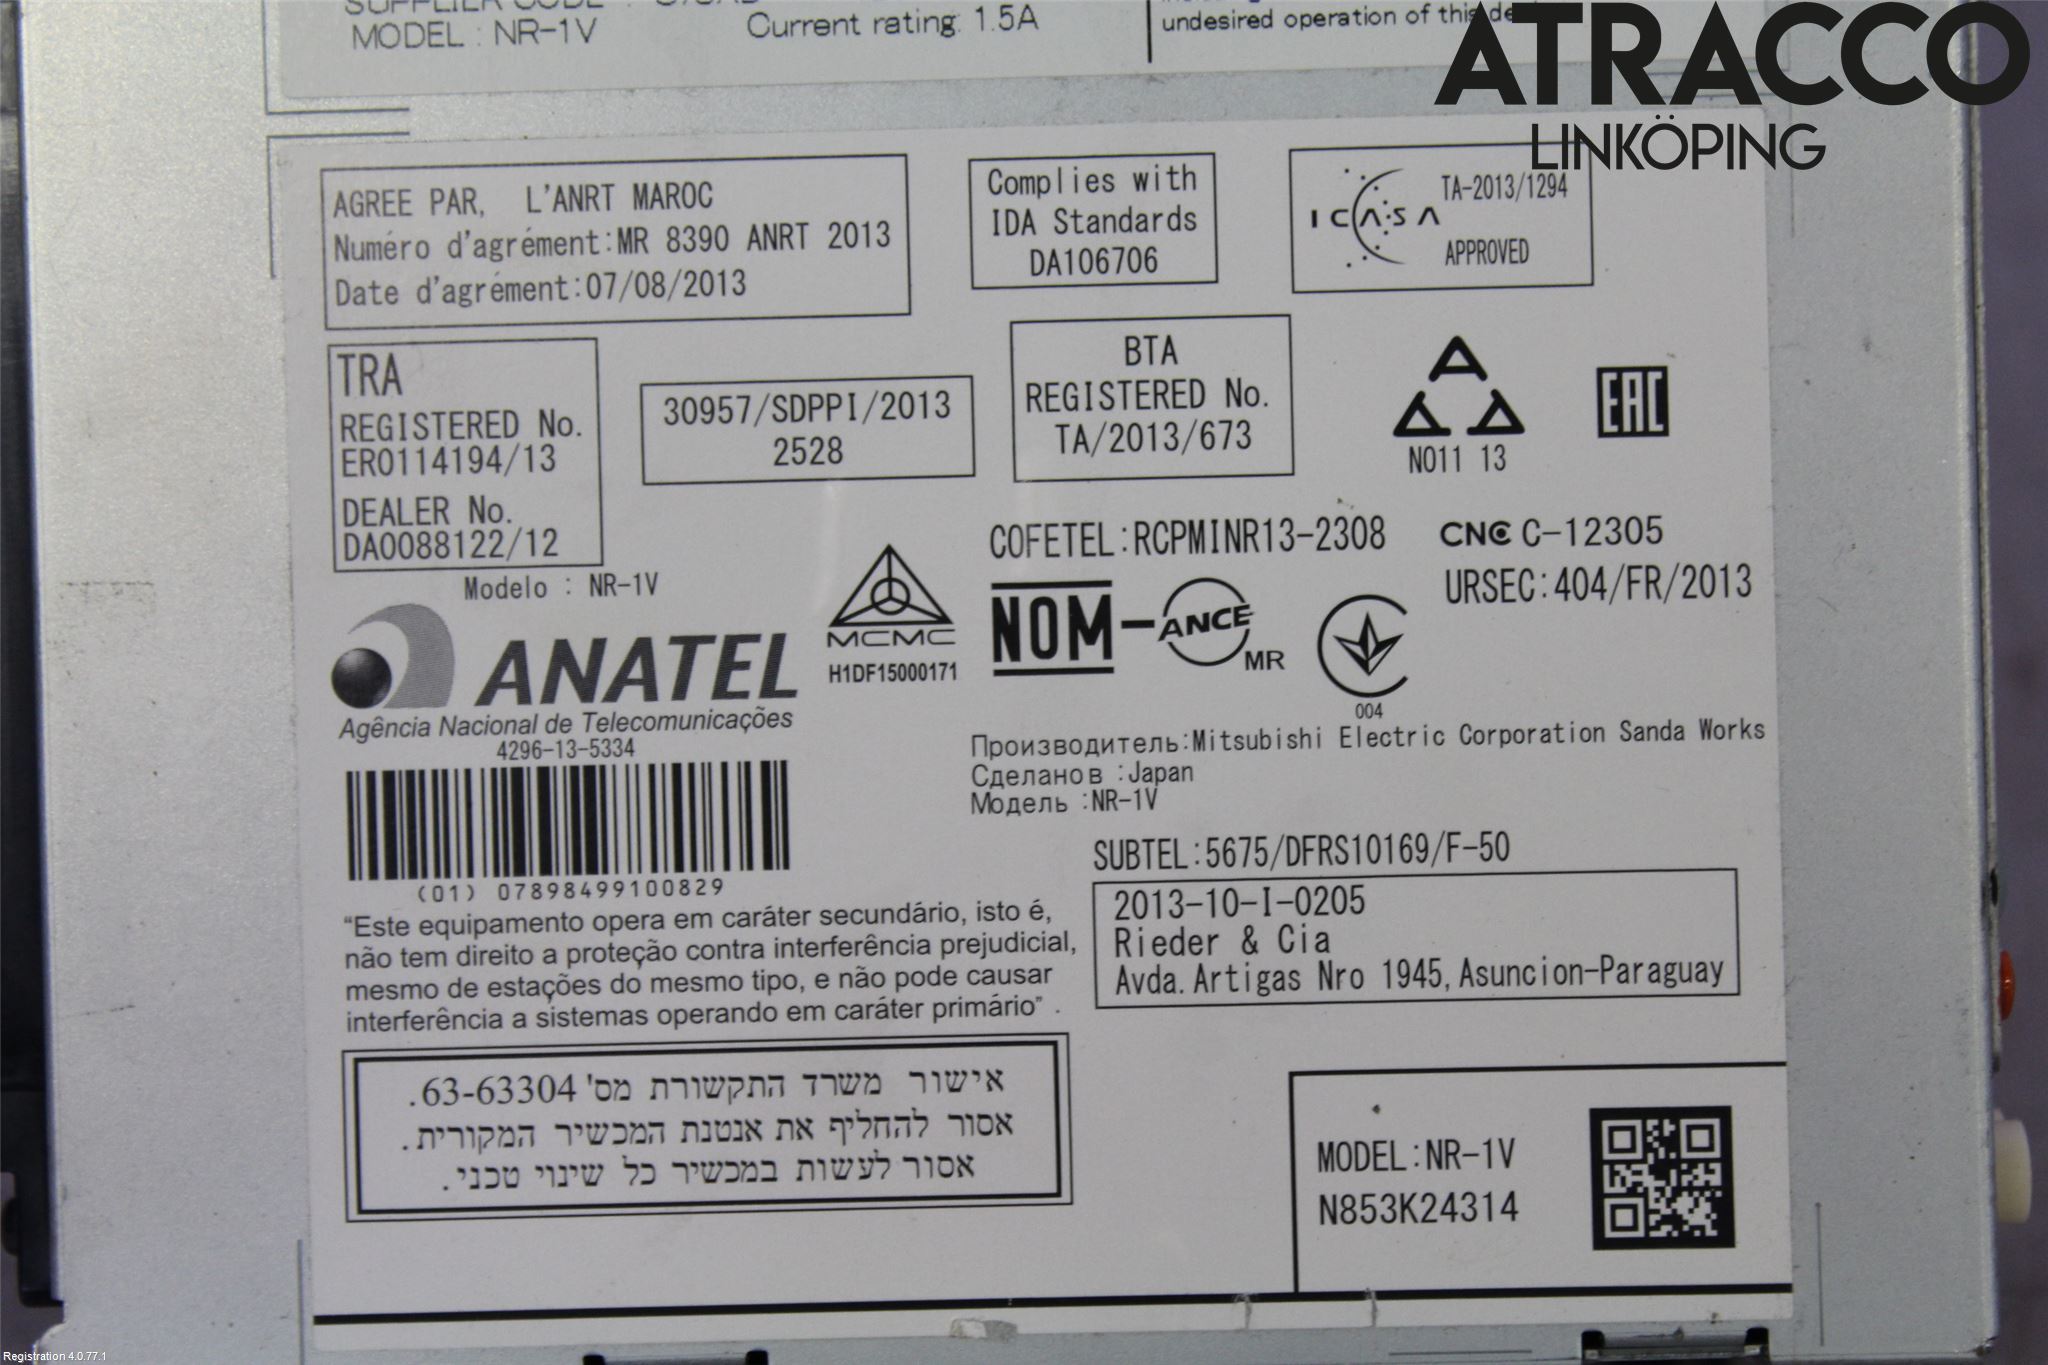 MODEL : NR-1V
Current rating: 1.5A
undesired operation of this
ATRACCO
LINKÖPING
AGREE PAR, L'ANRT MAROC
Numéro d'agrément:MR 8390 ANRT 2013
Date d'agrément:07/08/2013
Complies with
IDA Standards
DA106706
ICASA
TA-2013/1294
APPROVED
TRA
REGISTERED No.
ER0114194/13
DEALER No.
DA0088122/12
30957/SDPPI/2013
2528
BTA
REGISTERED No.
TA/2013/673
N011 13
EAC
Modelo : NR-1V
ANATEL
Agência Nacional de Telecomunicações
4296-13-5334
(01) 07898499100829
MCMC
H1DF15000171
COFETEL:RCPMINR13-2308
CNC C-12305
URSEC:404/FR/2013
NOM-ANCE
MR
004
Производитель:Mitsubishi Electric Corporation Sanda Works
Сделанов :Japan
Модель :NR-1V
SUBTEL:5675/DFRS10169/F-50
2013-10-I-0205
Rieder & Cia
Avda. Artigas Nro 1945, Asuncion-Paraguay
“Este equipamento opera em caráter secundário, isto é,
não tem direito a proteção contra interferência prejudicial,
mesmo de estações do mesmo tipo, e não pode causar
interferência a sistemas operando em caráter primário” .
אישור משרד התקשורת מס' 63-63304.
אסור להחליף את אנטנת המכשיר המקורית.
אסור לעשות במכשיר כל שינוי טכני.
MODEL:NR-1V
N853K24314
Registration 4.0.77.1